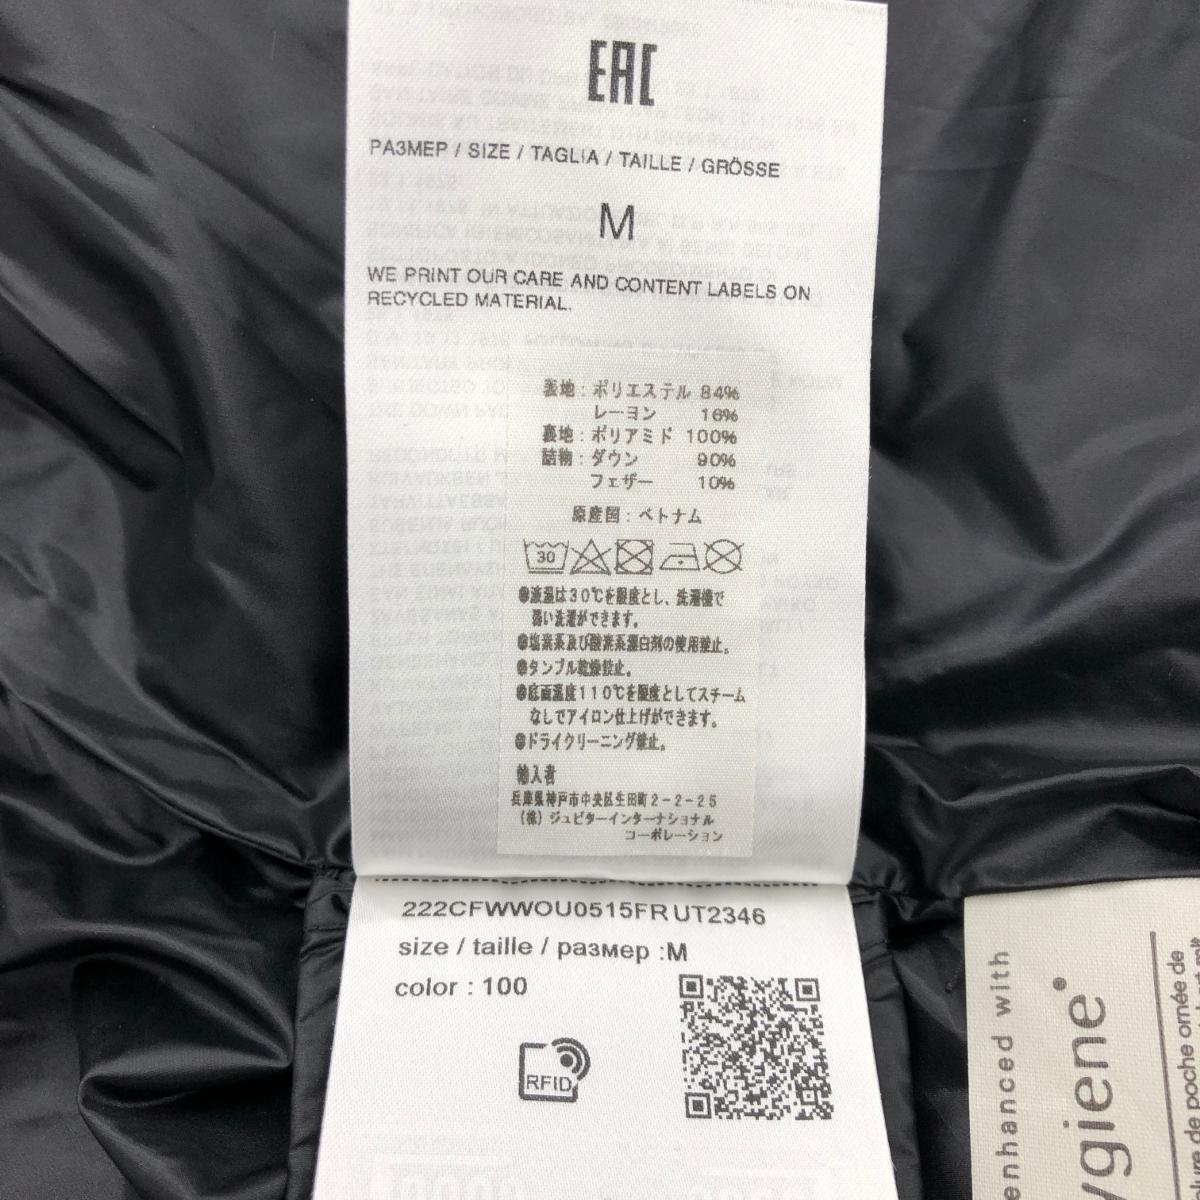 EAC
РАЗМЕР / SIZE / TAGLIA / TAILLE / GRÖSSE
M
WE PRINT OUR CARE AND CONTENT LABELS ON
RECYCLED MATERIAL.
表地：ポリエステル 84%
レーヨン 16%
裏地：ポリアミド 100%
詰物：ダウン 90%
フェザー 10%
原産国：ベトナム
30
●液温は30℃を限度とし、洗濯機で
弱い洗濯ができます。
●塩素系及び酸素系漂白剤の使用禁止。
●タンブル乾燥禁止。
●底面温度110℃を限度としてスチーム
なしでアイロン仕上げができます。
●ドライクリーニング禁止。
輸入者
兵庫県神戸市中央区生田町2-2-25
(株) ジュピターインターナショナル
コーポレーション
222CFWWOU0515FRUT2346
size / taille / размер :M
color : 100
RFID
enhanced with
ygiene®
ure de poche ornée de